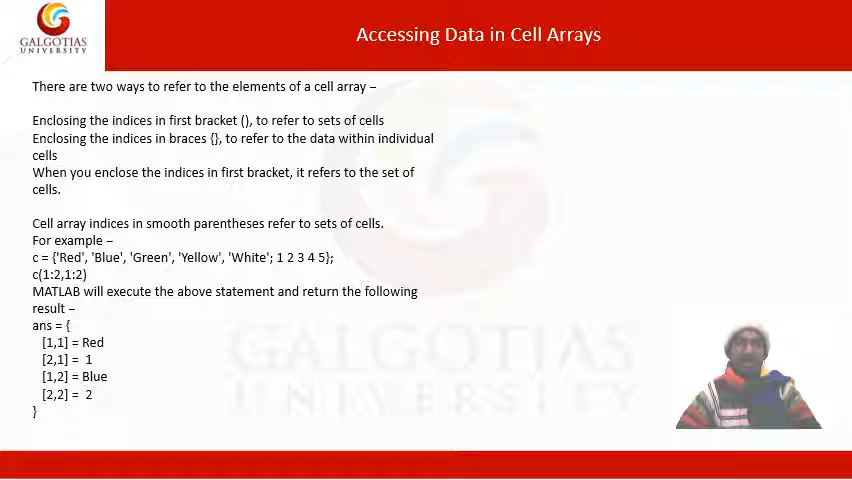 GALGOTIAS
UNIVERSITY
Accessing Data in Cell Arrays
There are two ways to refer to the elements of a cell array −
Enclosing the indices in first bracket (), to refer to sets of cells
Enclosing the indices in braces {}, to refer to the data within individual
cells
When you enclose the indices in first bracket, it refers to the set of
cells.
Cell array indices in smooth parentheses refer to sets of cells.
For example −
c = {'Red', 'Blue', 'Green', 'Yellow', 'White'; 1 2 3 4 5};
c(1:2,1:2)
MATLAB will execute the above statement and return the following
result −
ans = {
[1,1] = Red
[2,1] = 1
[1,2] = Blue
[2,2] = 2
}
GALGOTIAS
UNIVERSITY